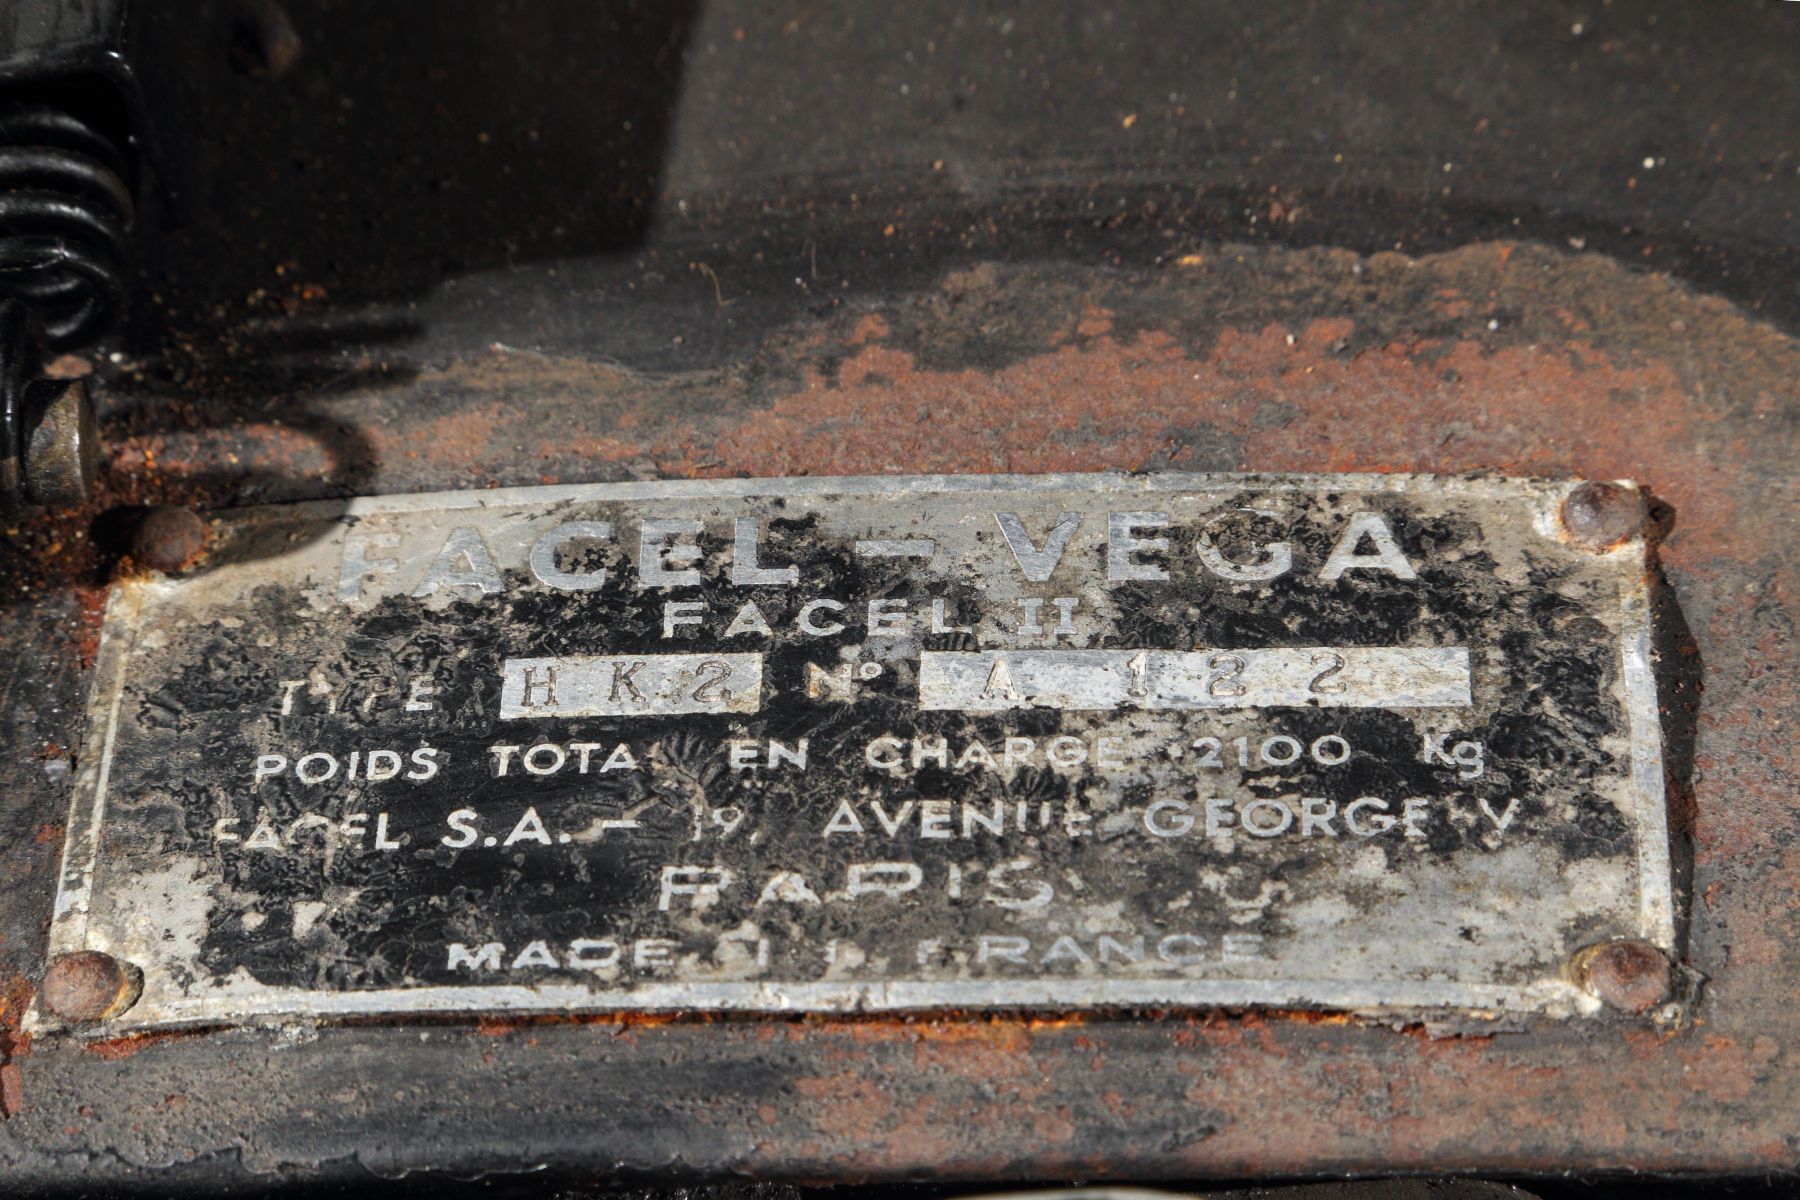 FACEL - VEGA
FACEL II
TYPE HK2 Nº A 122
POIDS TOTAL EN CHARGE 2100 Kg
FACEL S.A. - 19, AVENUE GEORGE V
PARIS
MADE IN FRANCE